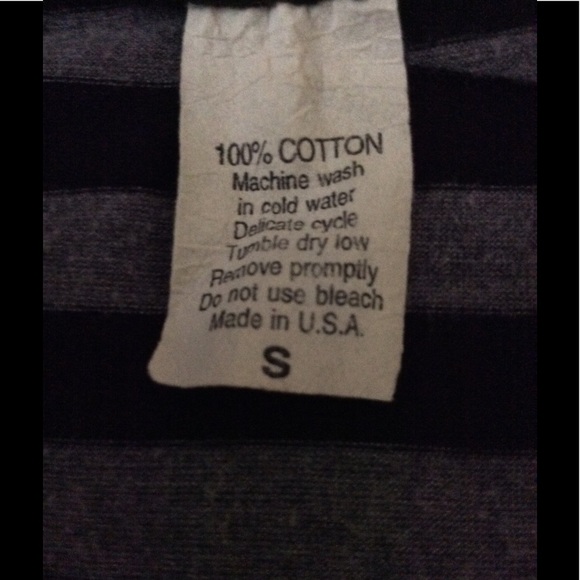 100% COTTON
Machine wash
in cold water
Delicate cycle
Tumble dry low
Remove promptly
Do not use bleach
Made in U.S.A.
S